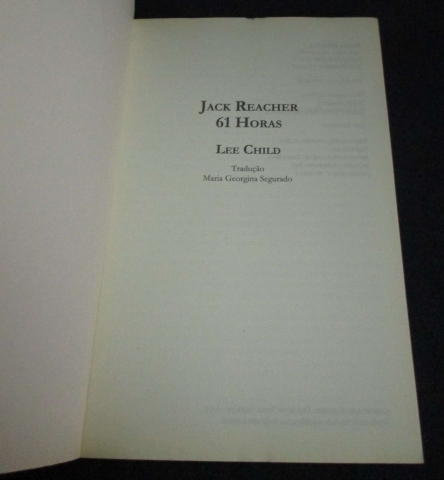 JACK REACHER
61 HORAS
LEE CHILD
Tradução
Maria Georgina Segurado